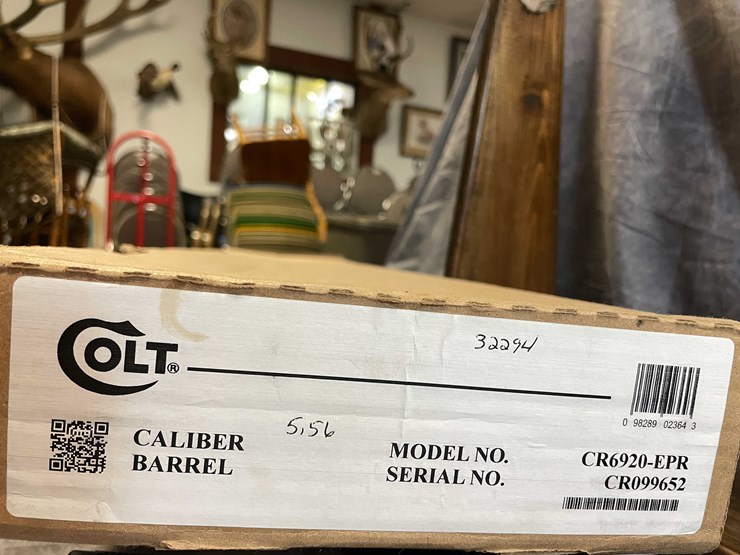 32294
COLT®
0 98289 02364 3
CALIBER 5.56
BARREL
MODEL NO. CR6920-EPR
SERIAL NO. CR099652